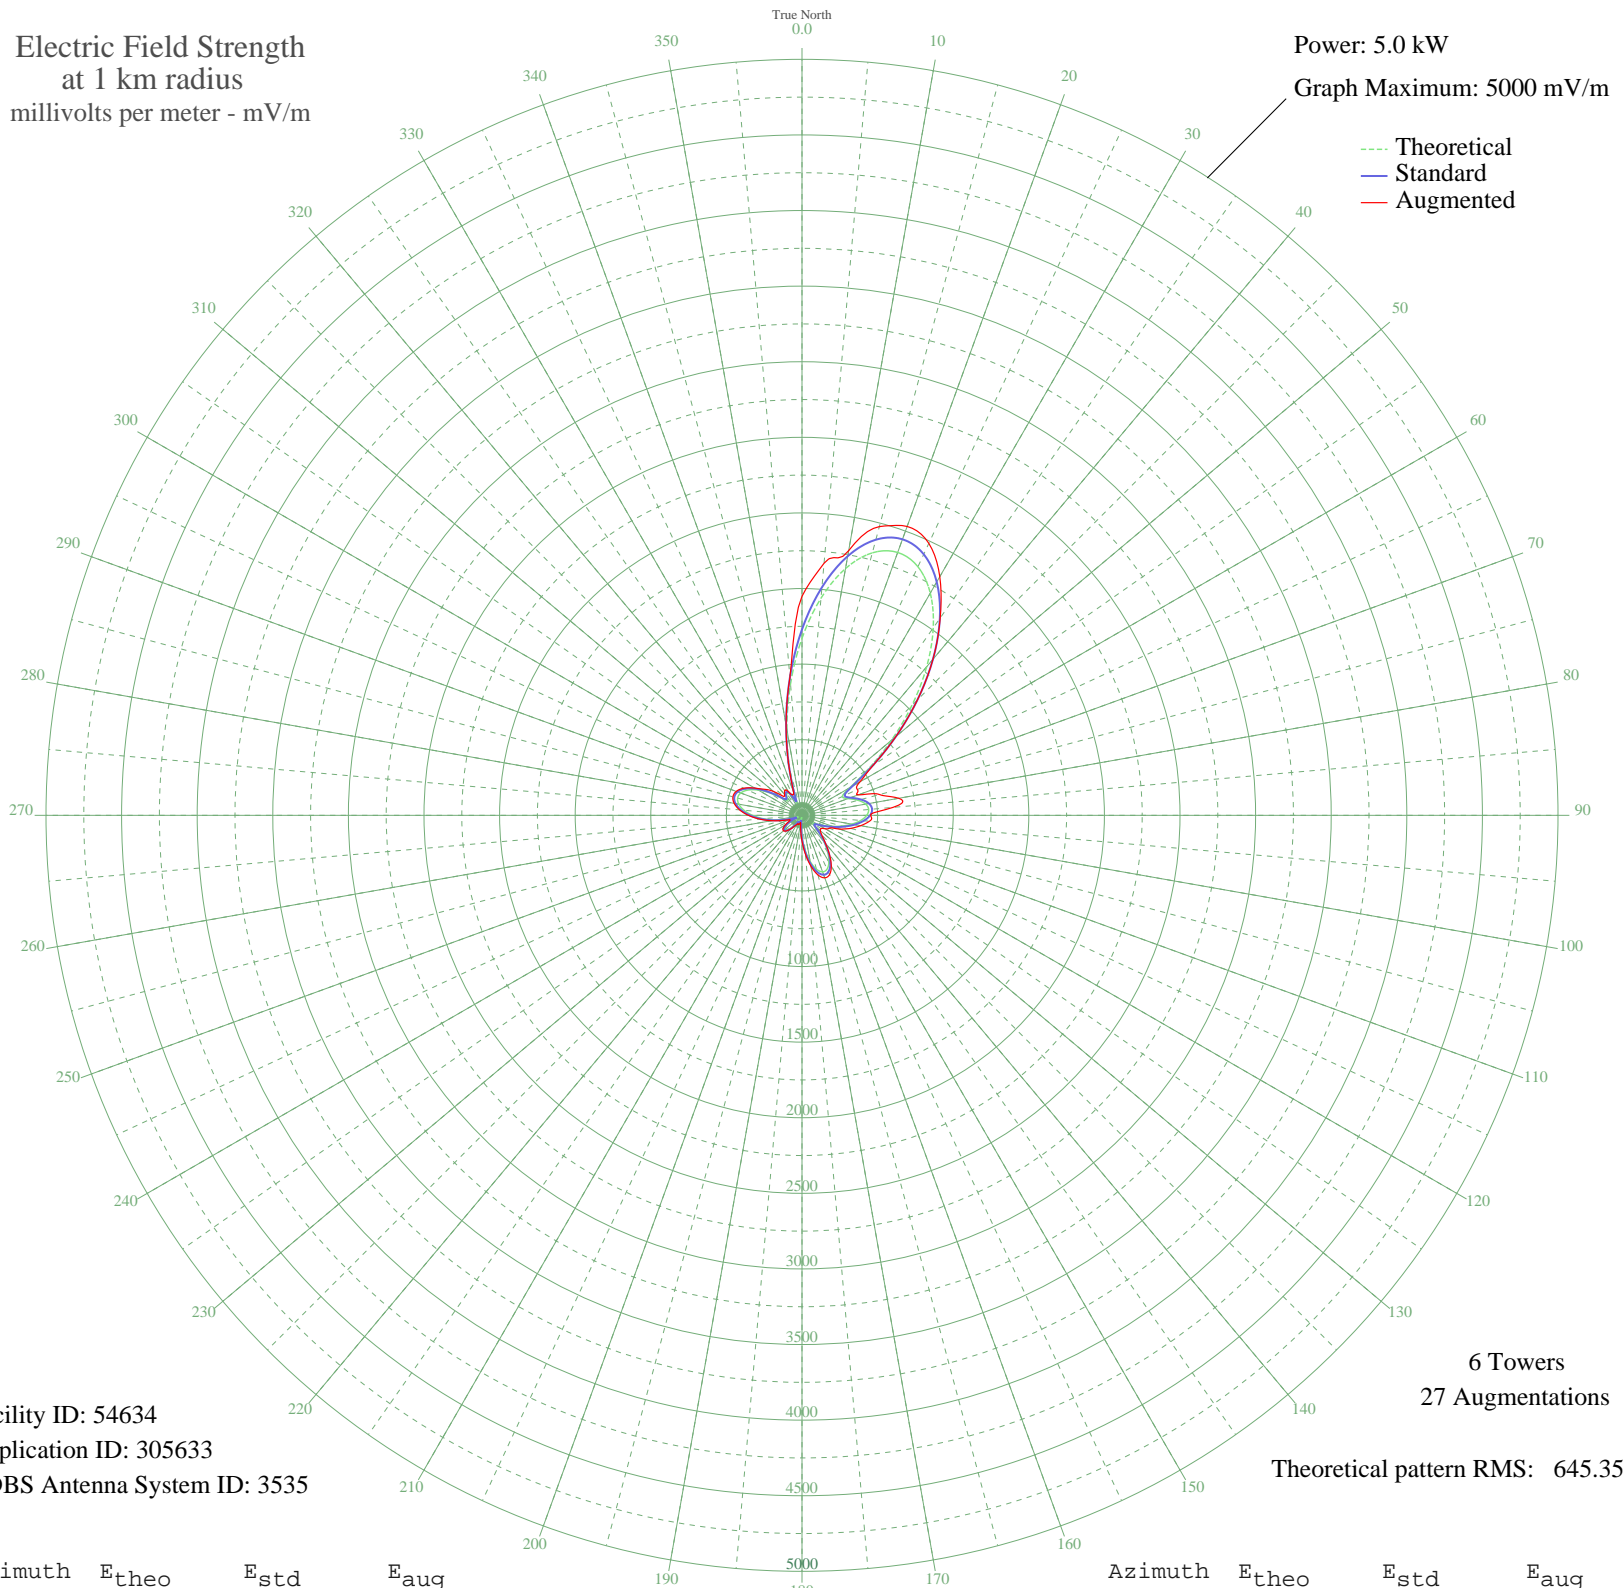 True North
Electric Field Strength
at 1 km radius
millivolts per meter - mV/m
Power: 5.0 kW
Graph Maximum: 5000 mV/m
Theoretical
Standard
Augmented
0.0
10
20
30
40
50
60
70
80
90
100
110
120
130
140
150
160
170
190
200
210
220
230
240
250
260
270
280
290
300
310
320
330
340
350
1000
1500
2000
2500
3000
3500
4000
4500
5000
6 Towers
27 Augmentations
Theoretical pattern RMS: 645.35
cility ID: 54634
plication ID: 305633
DBS Antenna System ID: 3535
imuth Etheo Estd Eaug
Azimuth Etheo Estd Eaug